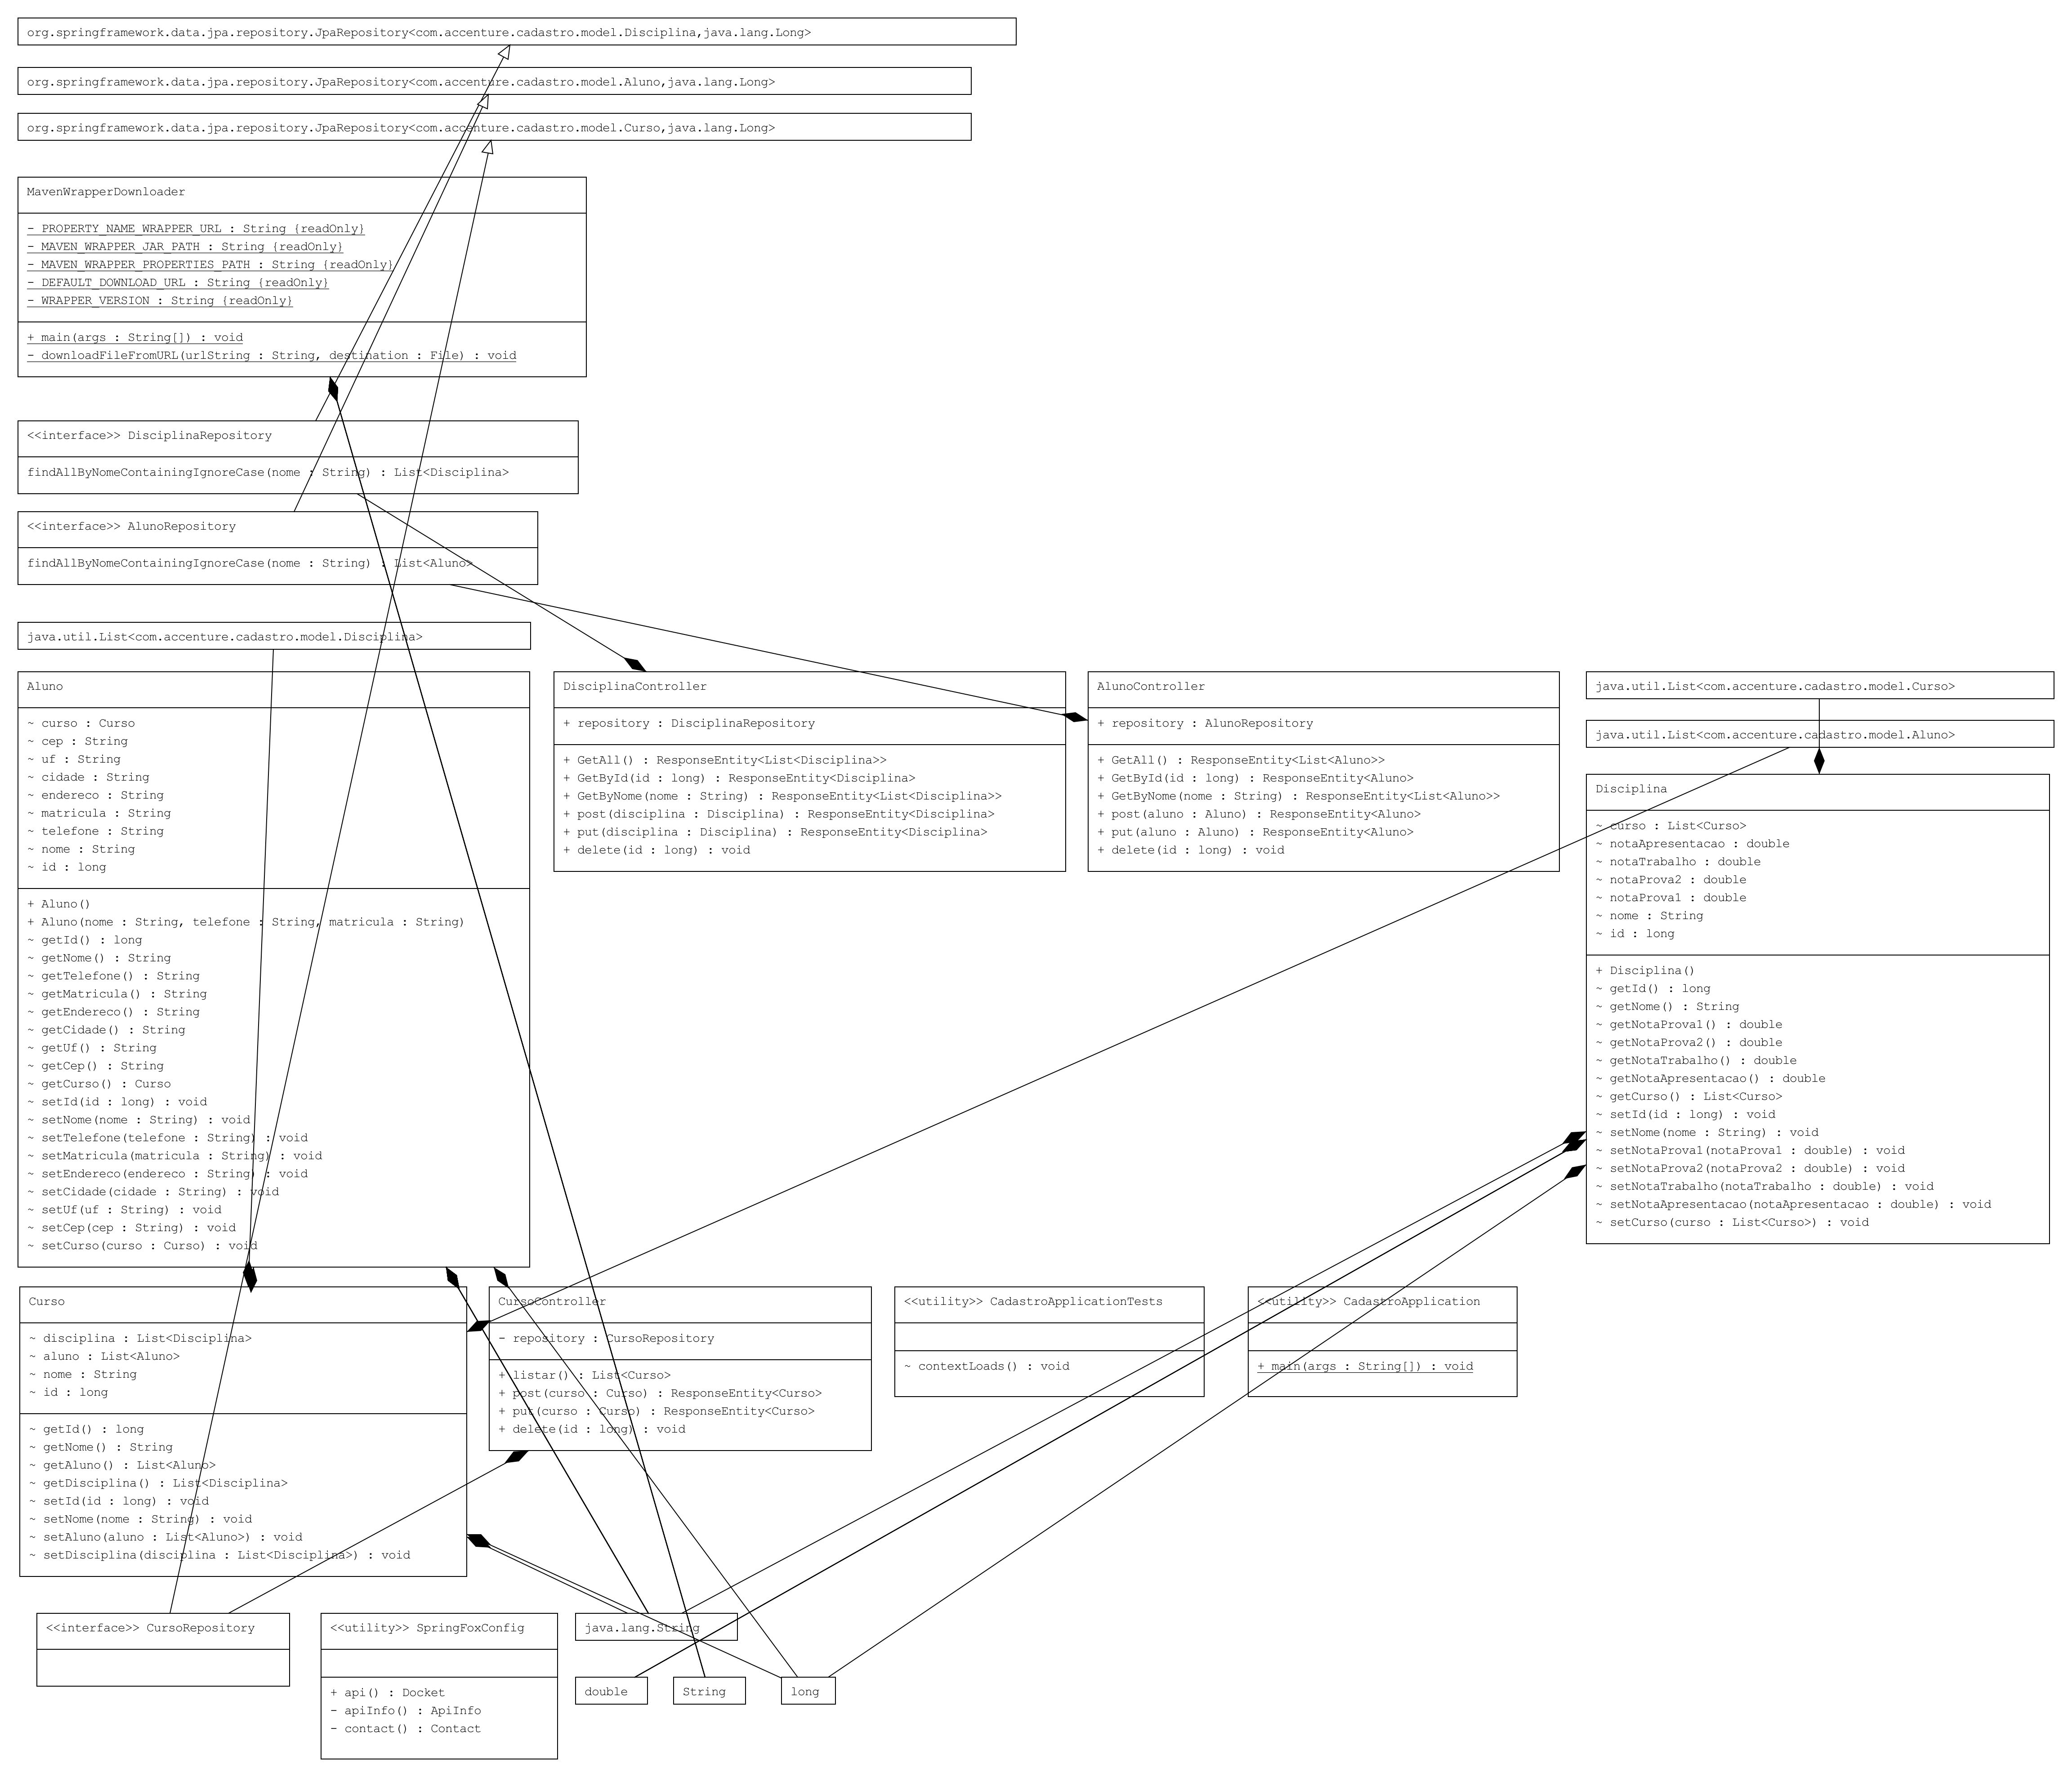 org.springframework.data.jpa.repository.JpaRepository<com.accenture.cadastro.model.Disciplina,java.lang.Long>
org.springframework.data.jpa.repository.JpaRepository<com.accenture.cadastro.model.Aluno,java.lang.Long>
org.springframework.data.jpa.repository.JpaRepository<com.accenture.cadastro.model.Curso,java.lang.Long>
MavenWrapperDownloader
- PROPERTY_NAME_WRAPPER_URL : String {readOnly}
- MAVEN_WRAPPER_JAR_PATH : String {readOnly}
- MAVEN_WRAPPER_PROPERTIES_PATH : String {readOnly}
- DEFAULT_DOWNLOAD_URL : String {readOnly}
- WRAPPER_VERSION : String {readOnly}
+ main(args : String[]) : void
- downloadFileFromURL(urlString : String, destination : File) : void
<<interface>> DisciplinaRepository
findAllByNomeContainingIgnoreCase(nome : String) : List<Disciplina>
<<interface>> AlunoRepository
findAllByNomeContainingIgnoreCase(nome : String) : List<Aluno>
java.util.List<com.accenture.cadastro.model.Disciplina>
Aluno
~ curso : Curso
~ cep : String
~ uf : String
~ cidade : String
~ endereco : String
~ matricula : String
~ telefone : String
~ nome : String
~ id : long
+ Aluno()
+ Aluno(nome : String, telefone : String, matricula : String)
~ getId() : long
~ getNome() : String
~ getTelefone() : String
~ getMatricula() : String
~ getEndereco() : String
~ getCidade() : String
~ getUf() : String
~ getCep() : String
~ getCurso() : Curso
~ setId(id : long) : void
~ setNome(nome : String) : void
~ setTelefone(telefone : String) : void
~ setMatricula(matricula : String) : void
~ setEndereco(endereco : String) : void
~ setCidade(cidade : String) : void
~ setUf(uf : String) : void
~ setCep(cep : String) : void
~ setCurso(curso : Curso) : void
DisciplinaController
+ repository : DisciplinaRepository
+ GetAll() : ResponseEntity<List<Disciplina>>
+ GetById(id : long) : ResponseEntity<Disciplina>
+ GetByNome(nome : String) : ResponseEntity<List<Disciplina>>
+ post(disciplina : Disciplina) : ResponseEntity<Disciplina>
+ put(disciplina : Disciplina) : ResponseEntity<Disciplina>
+ delete(id : long) : void
AlunoController
+ repository : AlunoRepository
+ GetAll() : ResponseEntity<List<Aluno>>
+ GetById(id : long) : ResponseEntity<Aluno>
+ GetByNome(nome : String) : ResponseEntity<List<Aluno>>
+ post(aluno : Aluno) : ResponseEntity<Aluno>
+ put(aluno : Aluno) : ResponseEntity<Aluno>
+ delete(id : long) : void
java.util.List<com.accenture.cadastro.model.Curso>
java.util.List<com.accenture.cadastro.model.Aluno>
Disciplina
~ curso : List<Curso>
~ notaApresentacao : double
~ notaTrabalho : double
~ notaProva2 : double
~ notaProva1 : double
~ nome : String
~ id : long
+ Disciplina()
~ getId() : long
~ getNome() : String
~ getNotaProva1() : double
~ getNotaProva2() : double
~ getNotaTrabalho() : double
~ getNotaApresentacao() : double
~ getCurso() : List<Curso>
~ setId(id : long) : void
~ setNome(nome : String) : void
~ setNotaProva1(notaProva1 : double) : void
~ setNotaProva2(notaProva2 : double) : void
~ setNotaTrabalho(notaTrabalho : double) : void
~ setNotaApresentacao(notaApresentacao : double) : void
~ setCurso(curso : List<Curso>) : void
Curso
~ disciplina : List<Disciplina>
~ aluno : List<Aluno>
~ nome : String
~ id : long
~ getId() : long
~ getNome() : String
~ getAluno() : List<Aluno>
~ getDisciplina() : List<Disciplina>
~ setId(id : long) : void
~ setNome(nome : String) : void
~ setAluno(aluno : List<Aluno>) : void
~ setDisciplina(disciplina : List<Disciplina>) : void
CursoController
- repository : CursoRepository
+ listar() : List<Curso>
+ post(curso : Curso) : ResponseEntity<Curso>
+ put(curso : Curso) : ResponseEntity<Curso>
+ delete(id : long) : void
<<utility>> CadastroApplicationTests
~ contextLoads() : void
<<utility>> CadastroApplication
+ main(args : String[]) : void
<<interface>> CursoRepository
<<utility>> SpringFoxConfig
+ api() : Docket
- apiInfo() : ApiInfo
- contact() : Contact
java.lang.String
double
String
long